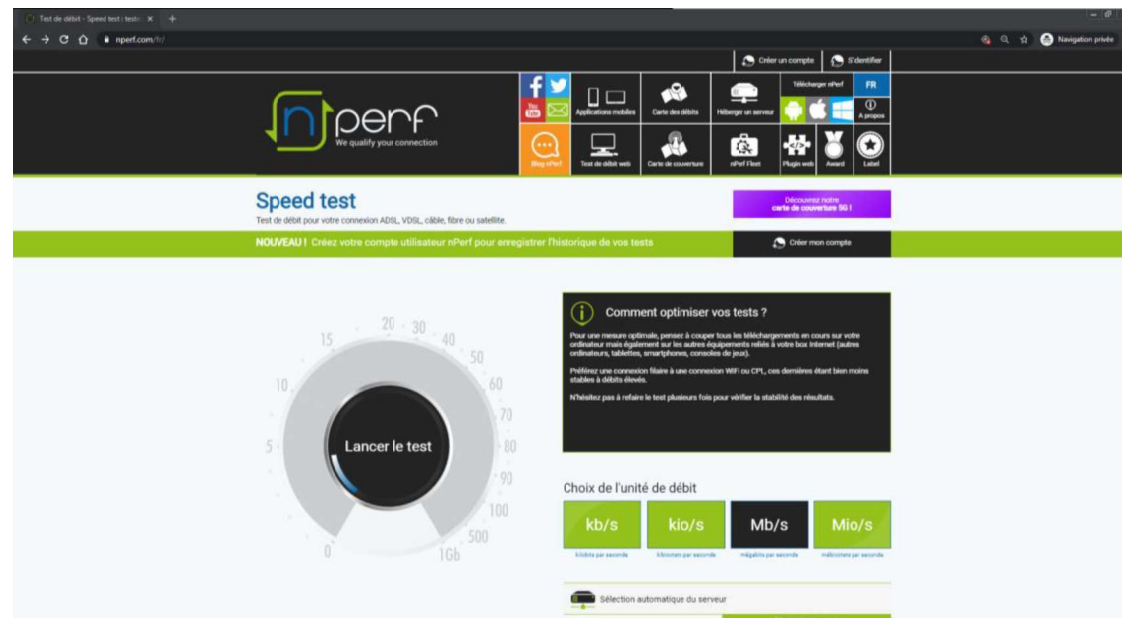 Test de débit - Speed test : teste
nperf.com/fr/
Navigation privée
Créer un compte
S'identifier
nperf
We qualify your connection
You Tube
Applications mobiles
Carte des débits
Héberger un serveur
Télécharger nPerf
FR
A propos
Blog nPerf
Test de débit web
Carte de couverture
nPerf Fleet
Plugin web
Award
Label
Speed test
Test de débit pour votre connexion ADSL, VDSL, câble, fibre ou satellite.
Découvrez notre
carte de couverture 5G !
NOUVEAU ! Créez votre compte utilisateur nPerf pour enregistrer l'historique de vos tests
Créer mon compte
0
5
10
15
20
30
40
50
60
70
80
90
100
500
1Gb
Lancer le test
Comment optimiser vos tests ?
Pour une mesure optimale, pensez à couper tous les téléchargements en cours sur votre
ordinateur mais également sur les autres équipements reliés à votre box Internet (autres
ordinateurs, tablettes, smartphones, consoles de jeux).
Préférez une connexion filaire à une connexion WiFi ou CPL, ces dernières étant bien moins
stables à débits élevés.
N'hésitez pas à refaire le test plusieurs fois pour vérifier la stabilité des résultats.
Choix de l'unité de débit
kb/s
kio/s
Mb/s
Mio/s
kilobits par seconde
kibioctets par seconde
mégabits par seconde
mébioctets par seconde
Sélection automatique du serveur